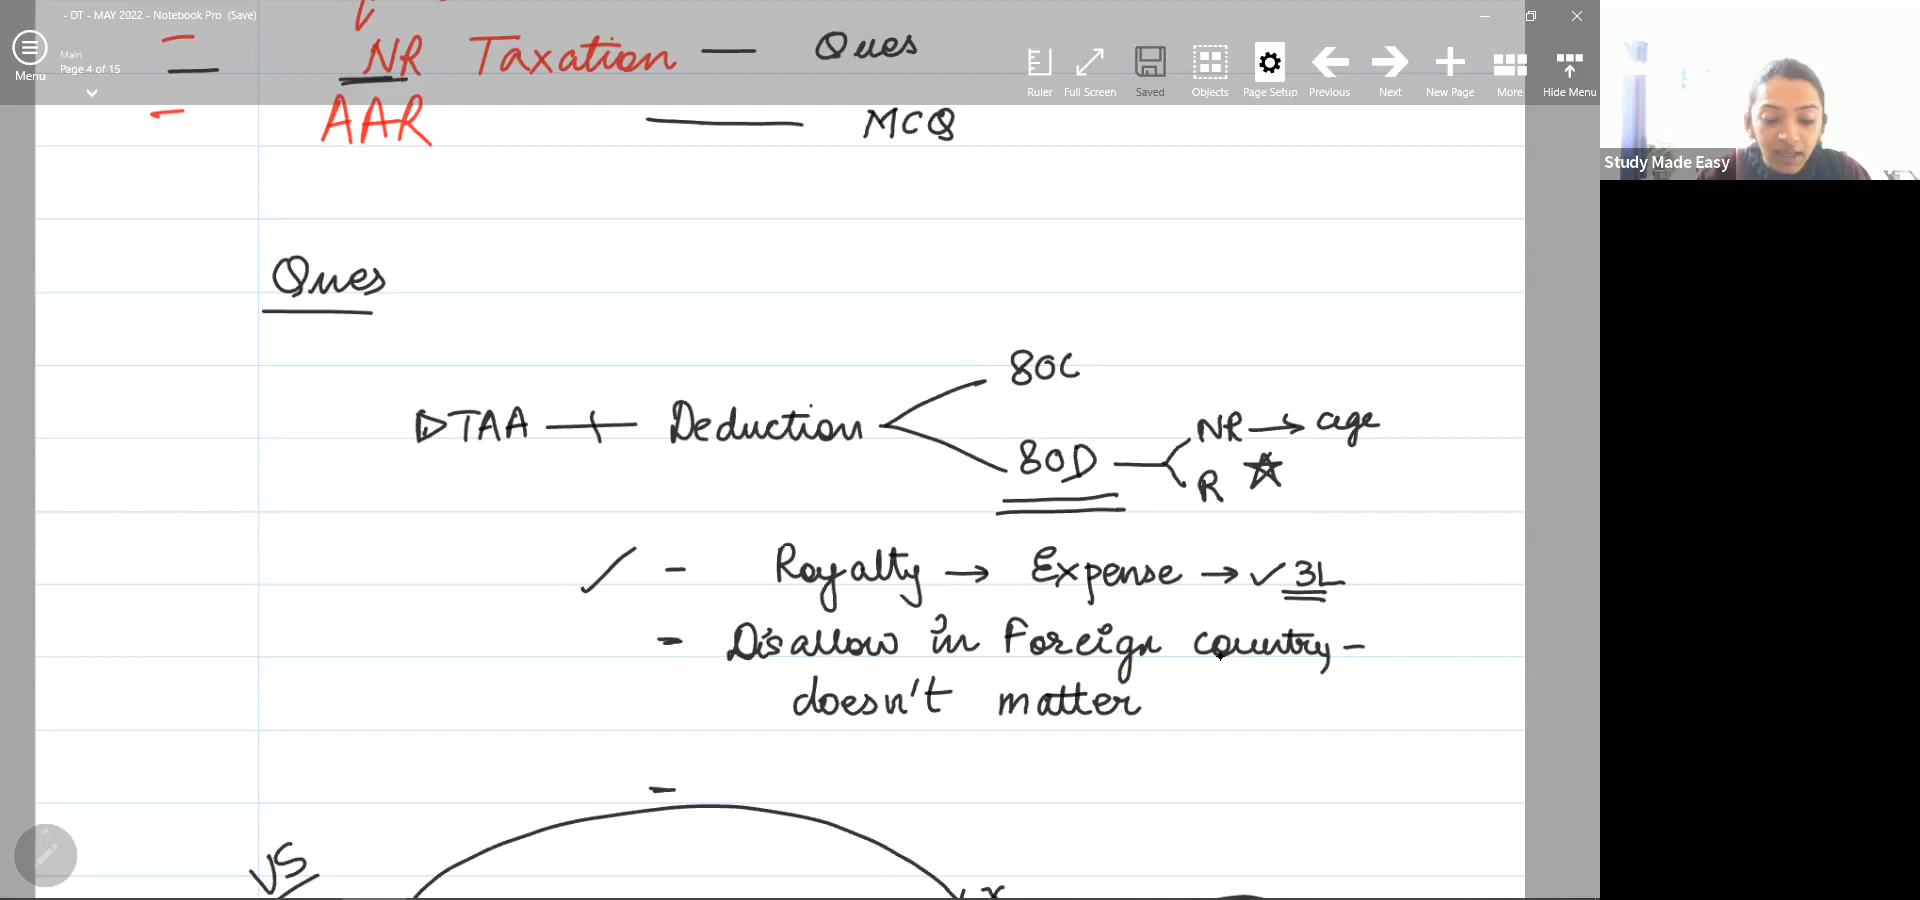 - DT - MAY 2022 - Notebook Pro (Save)
Menu
Main
Page 4 of 15
Ruler Full Screen Saved Objects Page Setup Previous Next New Page More Hide Menu
NR Taxation — Ques
AAR — MCQ
Study Made Easy
Ques
80C
DTAA + Deduction
80D
NR → age
R ☆
✓ - Royalty → Expense → ✓ 3L
- Disallow in Foreign country -
doesn't matter
-
US